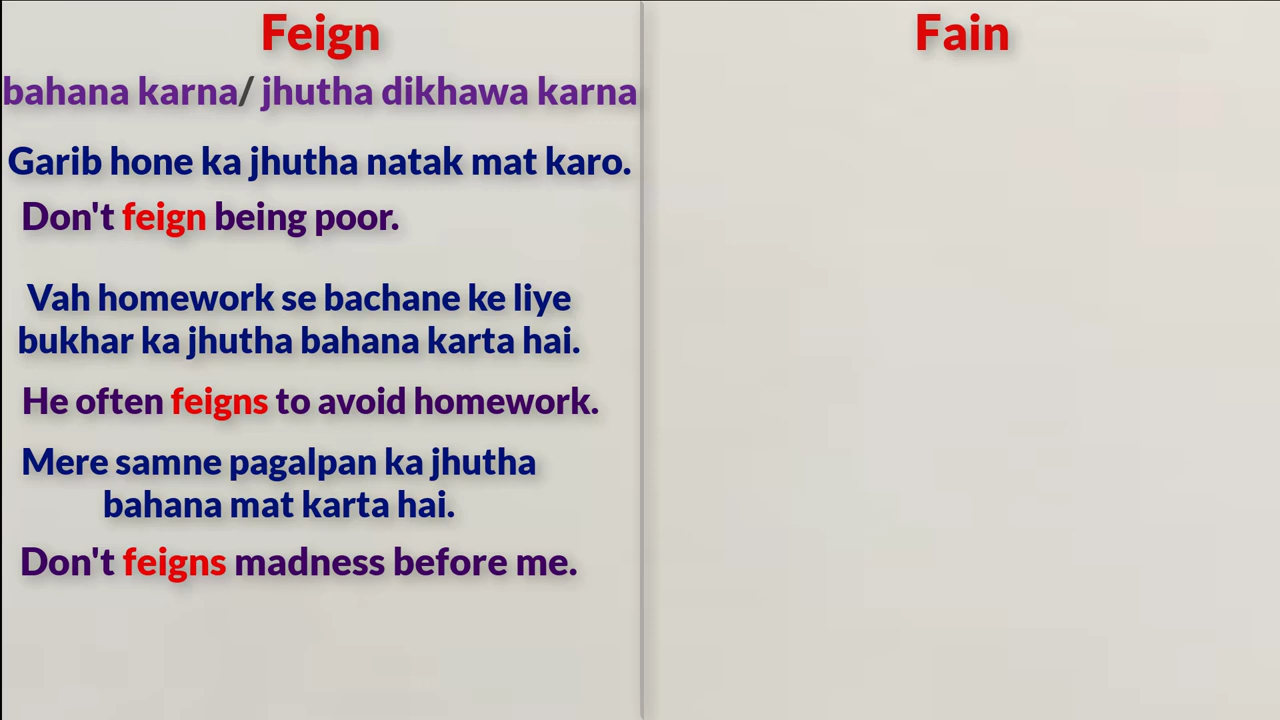 Feign
bahana karna/ jhutha dikhawa karna
Garib hone ka jhutha natak mat karo.
Don't feign being poor.
Vah homework se bachane ke liye
bukhar ka jhutha bahana karta hai.
He often feigns to avoid homework.
Mere samne pagalpan ka jhutha
bahana mat karta hai.
Don't feigns madness before me.
Fain